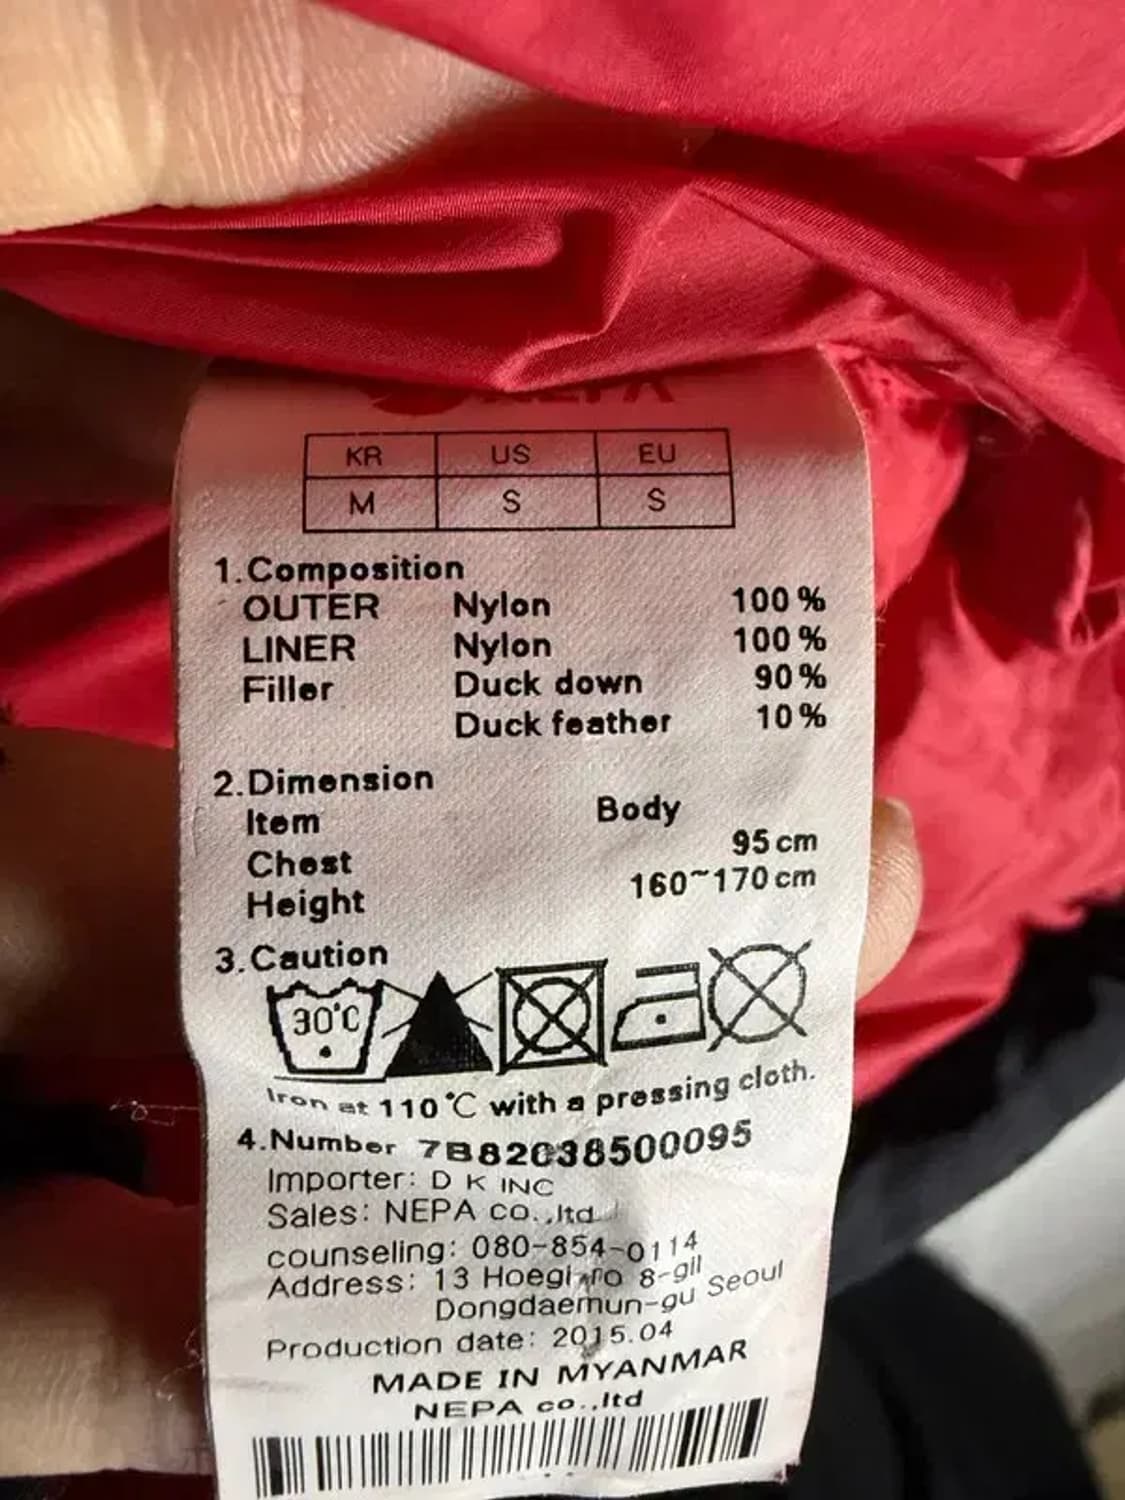 NEPA
KR US EU
M S S
1.Composition
OUTER Nylon 100%
LINER Nylon 100%
Filler Duck down 90%
Duck feather 10%
2.Dimension
Item Body
Chest 95cm
Height 160~170cm
3.Caution
30°C
Iron at 110℃ with a pressing cloth.
4.Number 7B82038500095
Importer: D K INC
Sales: NEPA co.,ltd
counseling: 080-854-0114
Address: 13 8-gil
Dongdaemun-gu Seoul
Production date: 2015.04
MADE IN MYANMAR
NEPA co.,ltd